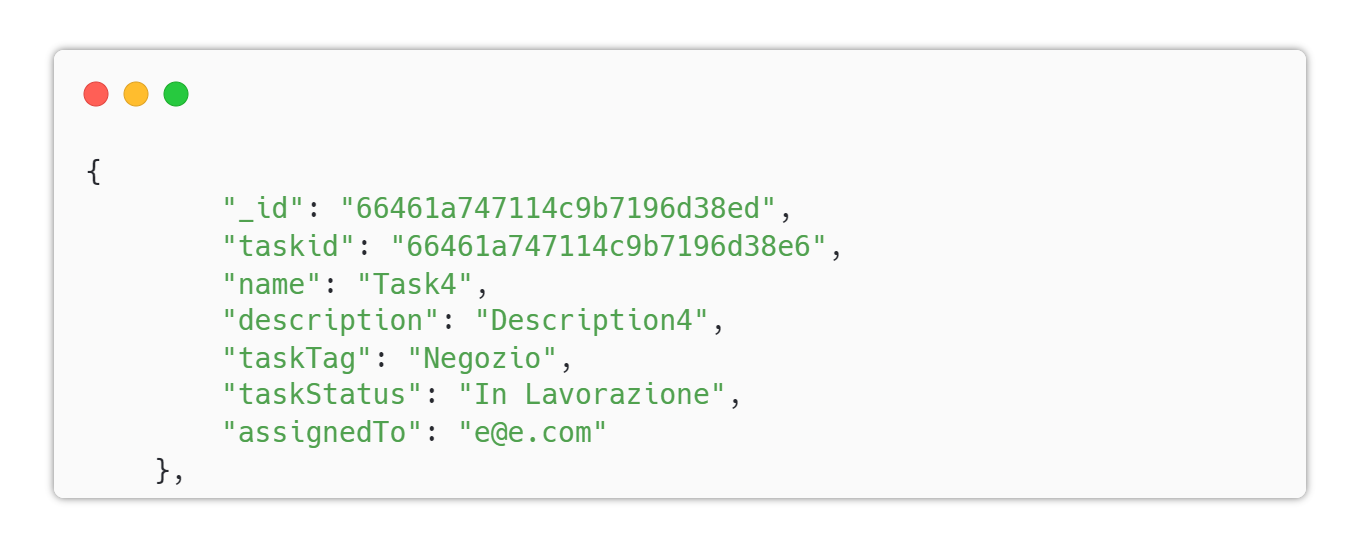 {
"_id": "66461a747114c9b7196d38ed",
"taskid": "66461a747114c9b7196d38e6",
"name": "Task4",
"description": "Description4",
"taskTag": "Negozio",
"taskStatus": "In Lavorazione",
"assignedTo": "e@e.com"
},